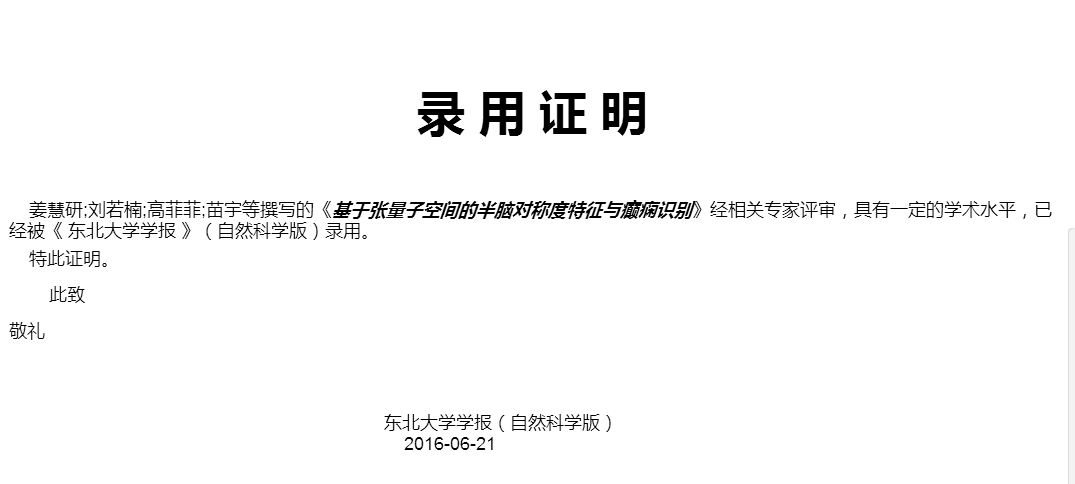 录 用 证 明
姜慧研;刘若楠;高菲菲;苗宇等撰写的《基于张量子空间的半脑对称度特征与癫痫识别》经相关专家评审，具有一定的学术水平，已
经被《 东北大学学报 》（自然科学版）录用。
特此证明。
此致
敬礼
东北大学学报（自然科学版）
2016-06-21